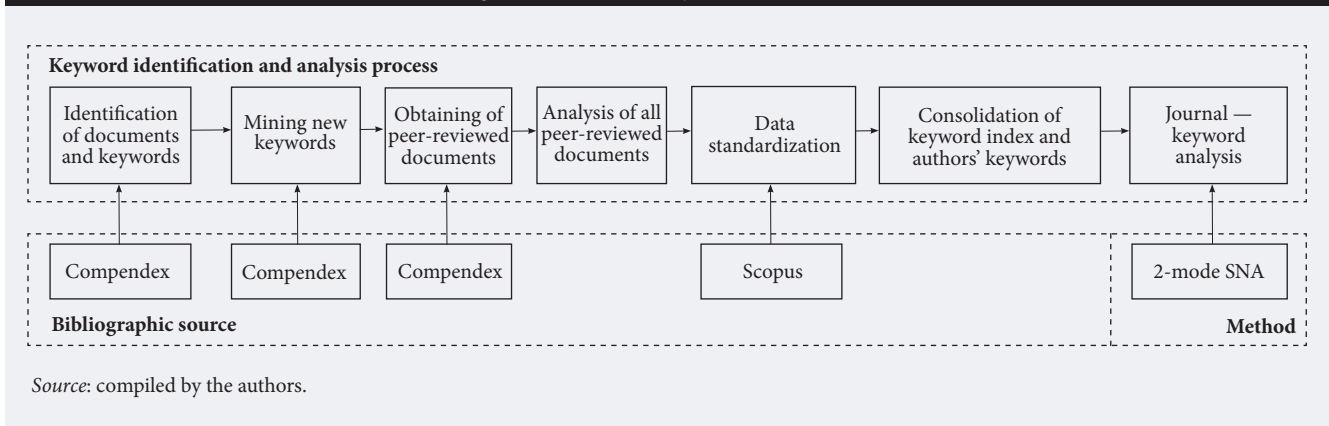 Keyword identification and analysis process
Identification
of documents
and keywords
Mining new
keywords
Obtaining of
peer-reviewed
documents
Analysis of all
peer-reviewed
documents
Data
standardization
Consolidation of
keyword index and
authors' keywords
Journal —
keyword
analysis
Compendex
Compendex
Compendex
Scopus
2-mode SNA
Bibliographic source
Method
Source: compiled by the authors.